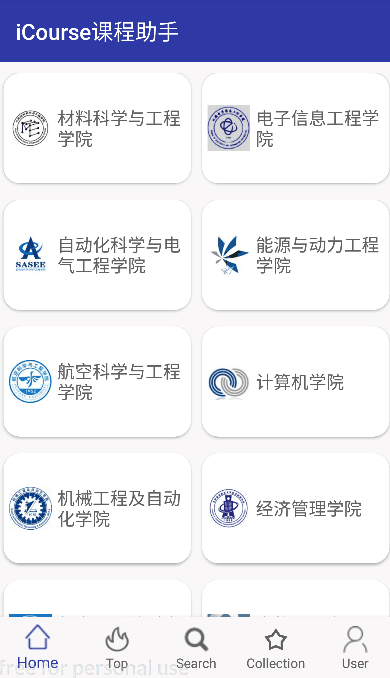 iCourse课程助手
材料科学与工程
学院
电子信息工程学
院
自动化科学与电
气工程学院
SASEE
能源与动力工程
学院
航空科学与工程
学院
计算机学院
机械工程及自动
化学院
经济管理学院
Home
Top
Search
Collection
User
free for personal use